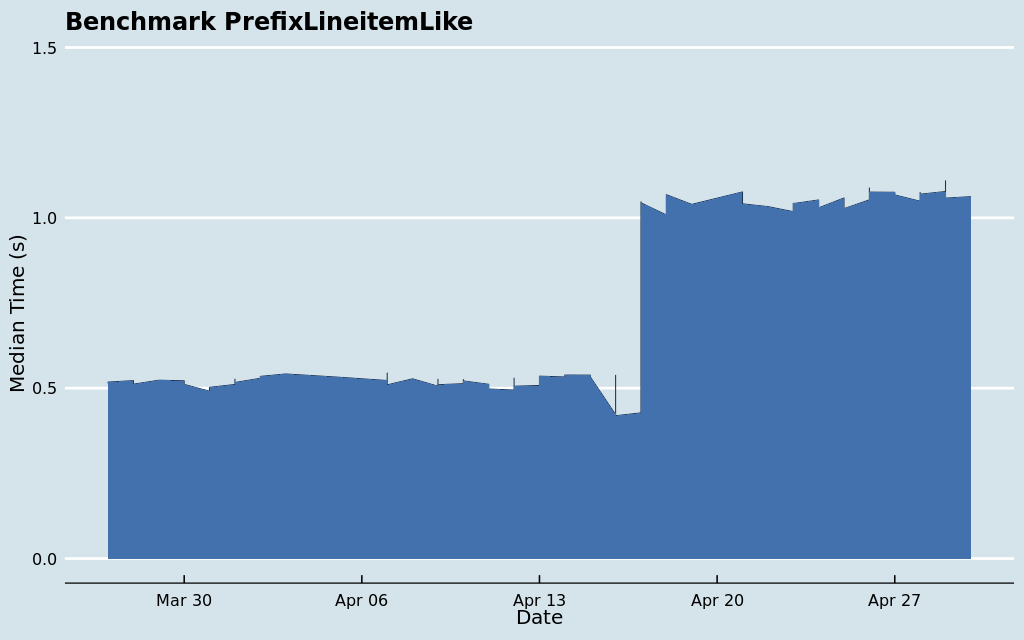 Benchmark PrefixLineitemLike
1.5
1.0
0.5
0.0
Median Time (s)
Mar 30
Apr 06
Apr 13
Apr 20
Apr 27
Date